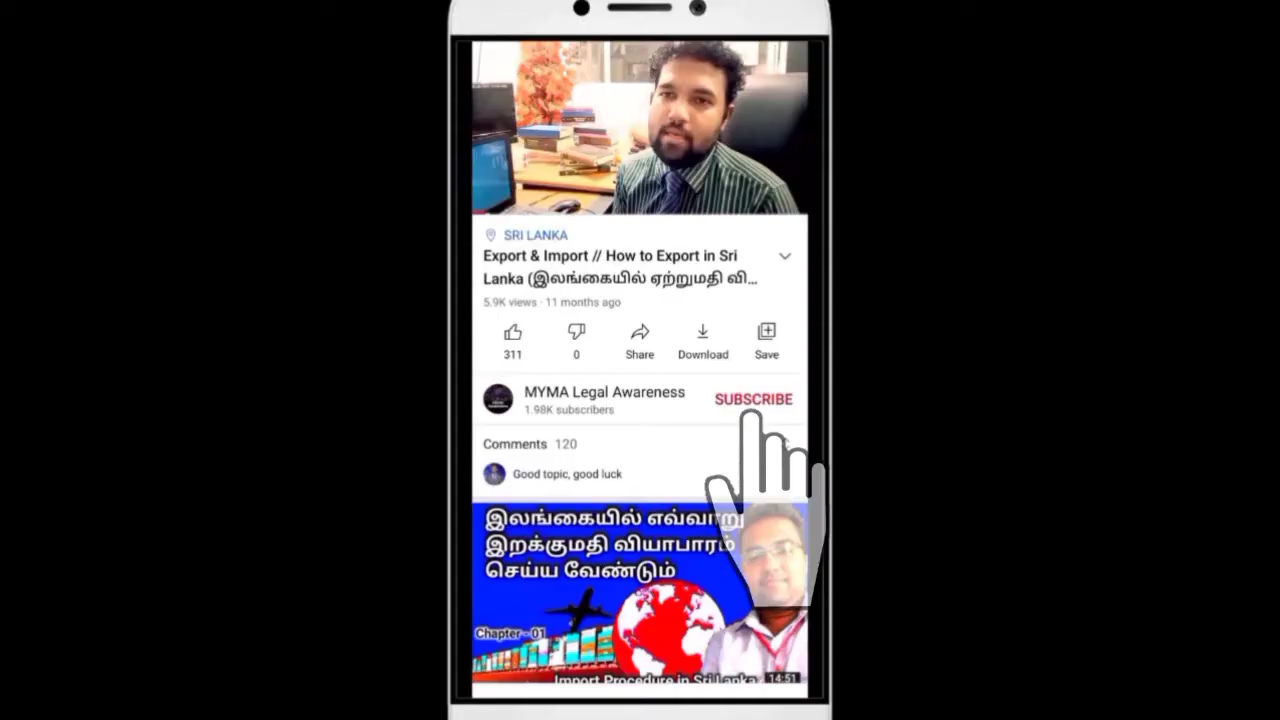 SRI LANKA
Export & Import // How to Export in Sri
Lanka (இலங்கையில் ஏற்றுமதி வி...
5.9K views · 11 months ago
311
0
Share
Download
Save
MYMA Legal Awareness
1.98K subscribers
SUBSCRIBE
Comments 120
Good topic, good luck
இலங்கையில் எவ்வாறு
இறக்குமதி வியாபாரம்
செய்ய வேண்டும்
Chapter - 01
Import Procedure in Sri Lanka
14:51